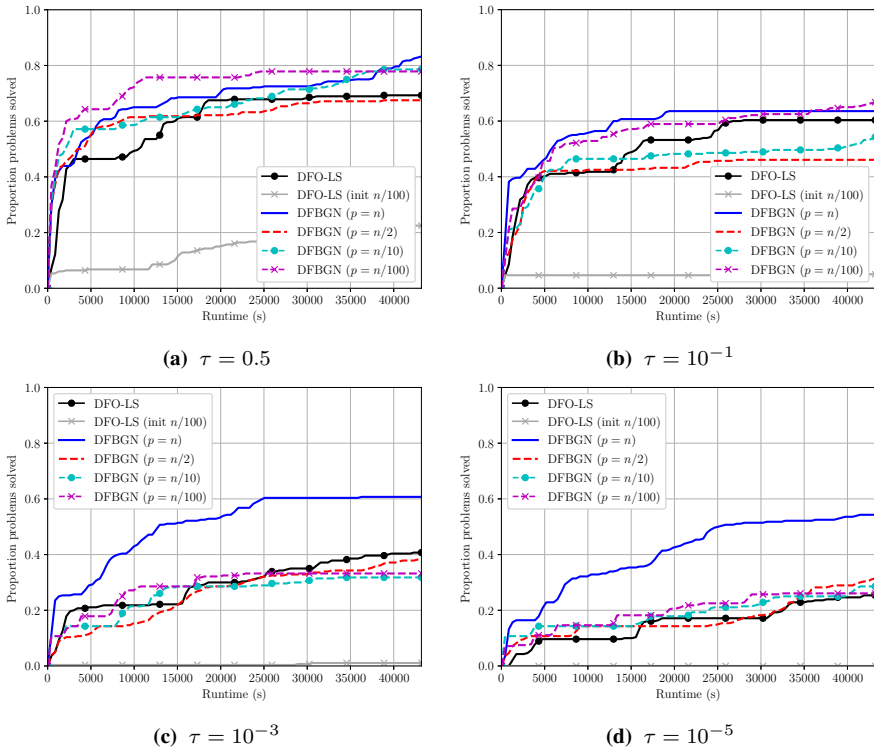 1.0
0.8
0.6
0.4
0.2
0.0
Proportion problems solved
DFO-LS
DFO-LS (init n/100)
DFBGN (p = n)
DFBGN (p = n/2)
DFBGN (p = n/10)
DFBGN (p = n/100)
0 5000 10000 15000 20000 25000 30000 35000 40000
Runtime (s)
(a) τ = 0.5
1.0
0.8
0.6
0.4
0.2
0.0
Proportion problems solved
DFO-LS
DFO-LS (init n/100)
DFBGN (p = n)
DFBGN (p = n/2)
DFBGN (p = n/10)
DFBGN (p = n/100)
0 5000 10000 15000 20000 25000 30000 35000 40000
Runtime (s)
(b) τ = 10⁻¹
1.0
0.8
0.6
0.4
0.2
0.0
Proportion problems solved
DFO-LS
DFO-LS (init n/100)
DFBGN (p = n)
DFBGN (p = n/2)
DFBGN (p = n/10)
DFBGN (p = n/100)
0 5000 10000 15000 20000 25000 30000 35000 40000
Runtime (s)
(c) τ = 10⁻³
1.0
0.8
0.6
0.4
0.2
0.0
Proportion problems solved
DFO-LS
DFO-LS (init n/100)
DFBGN (p = n)
DFBGN (p = n/2)
DFBGN (p = n/10)
DFBGN (p = n/100)
0 5000 10000 15000 20000 25000 30000 35000 40000
Runtime (s)
(d) τ = 10⁻⁵